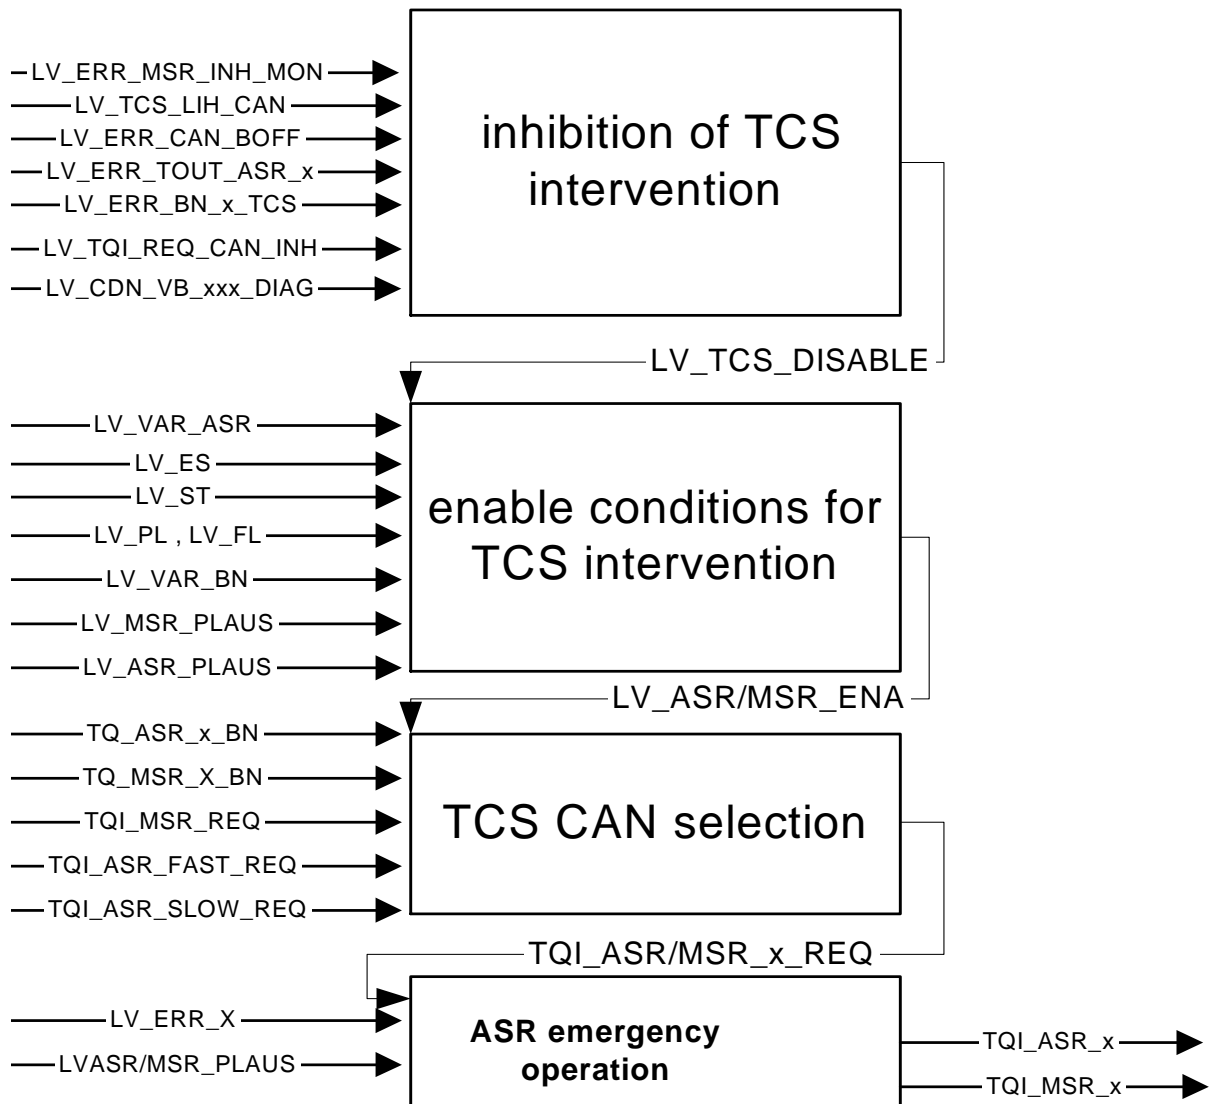 LV_ERR_MSR_INH_MON
LV_TCS_LIH_CAN
LV_ERR_CAN_BOFF
LV_ERR_TOUT_ASR_x
LV_ERR_BN_x_TCS
LV_TQI_REQ_CAN_INH
LV_CDN_VB_xxx_DIAG
inhibition of TCS
intervention
LV_TCS_DISABLE
LV_VAR_ASR
LV_ES
LV_ST
LV_PL , LV_FL
LV_VAR_BN
LV_MSR_PLAUS
LV_ASR_PLAUS
enable conditions for
TCS intervention
LV_ASR/MSR_ENA
TQ_ASR_x_BN
TQ_MSR_X_BN
TQI_MSR_REQ
TQI_ASR_FAST_REQ
TQI_ASR_SLOW_REQ
TCS CAN selection
TQI_ASR/MSR_x_REQ
LV_ERR_X
LVASR/MSR_PLAUS
ASR emergency
operation
TQI_ASR_x
TQI_MSR_x